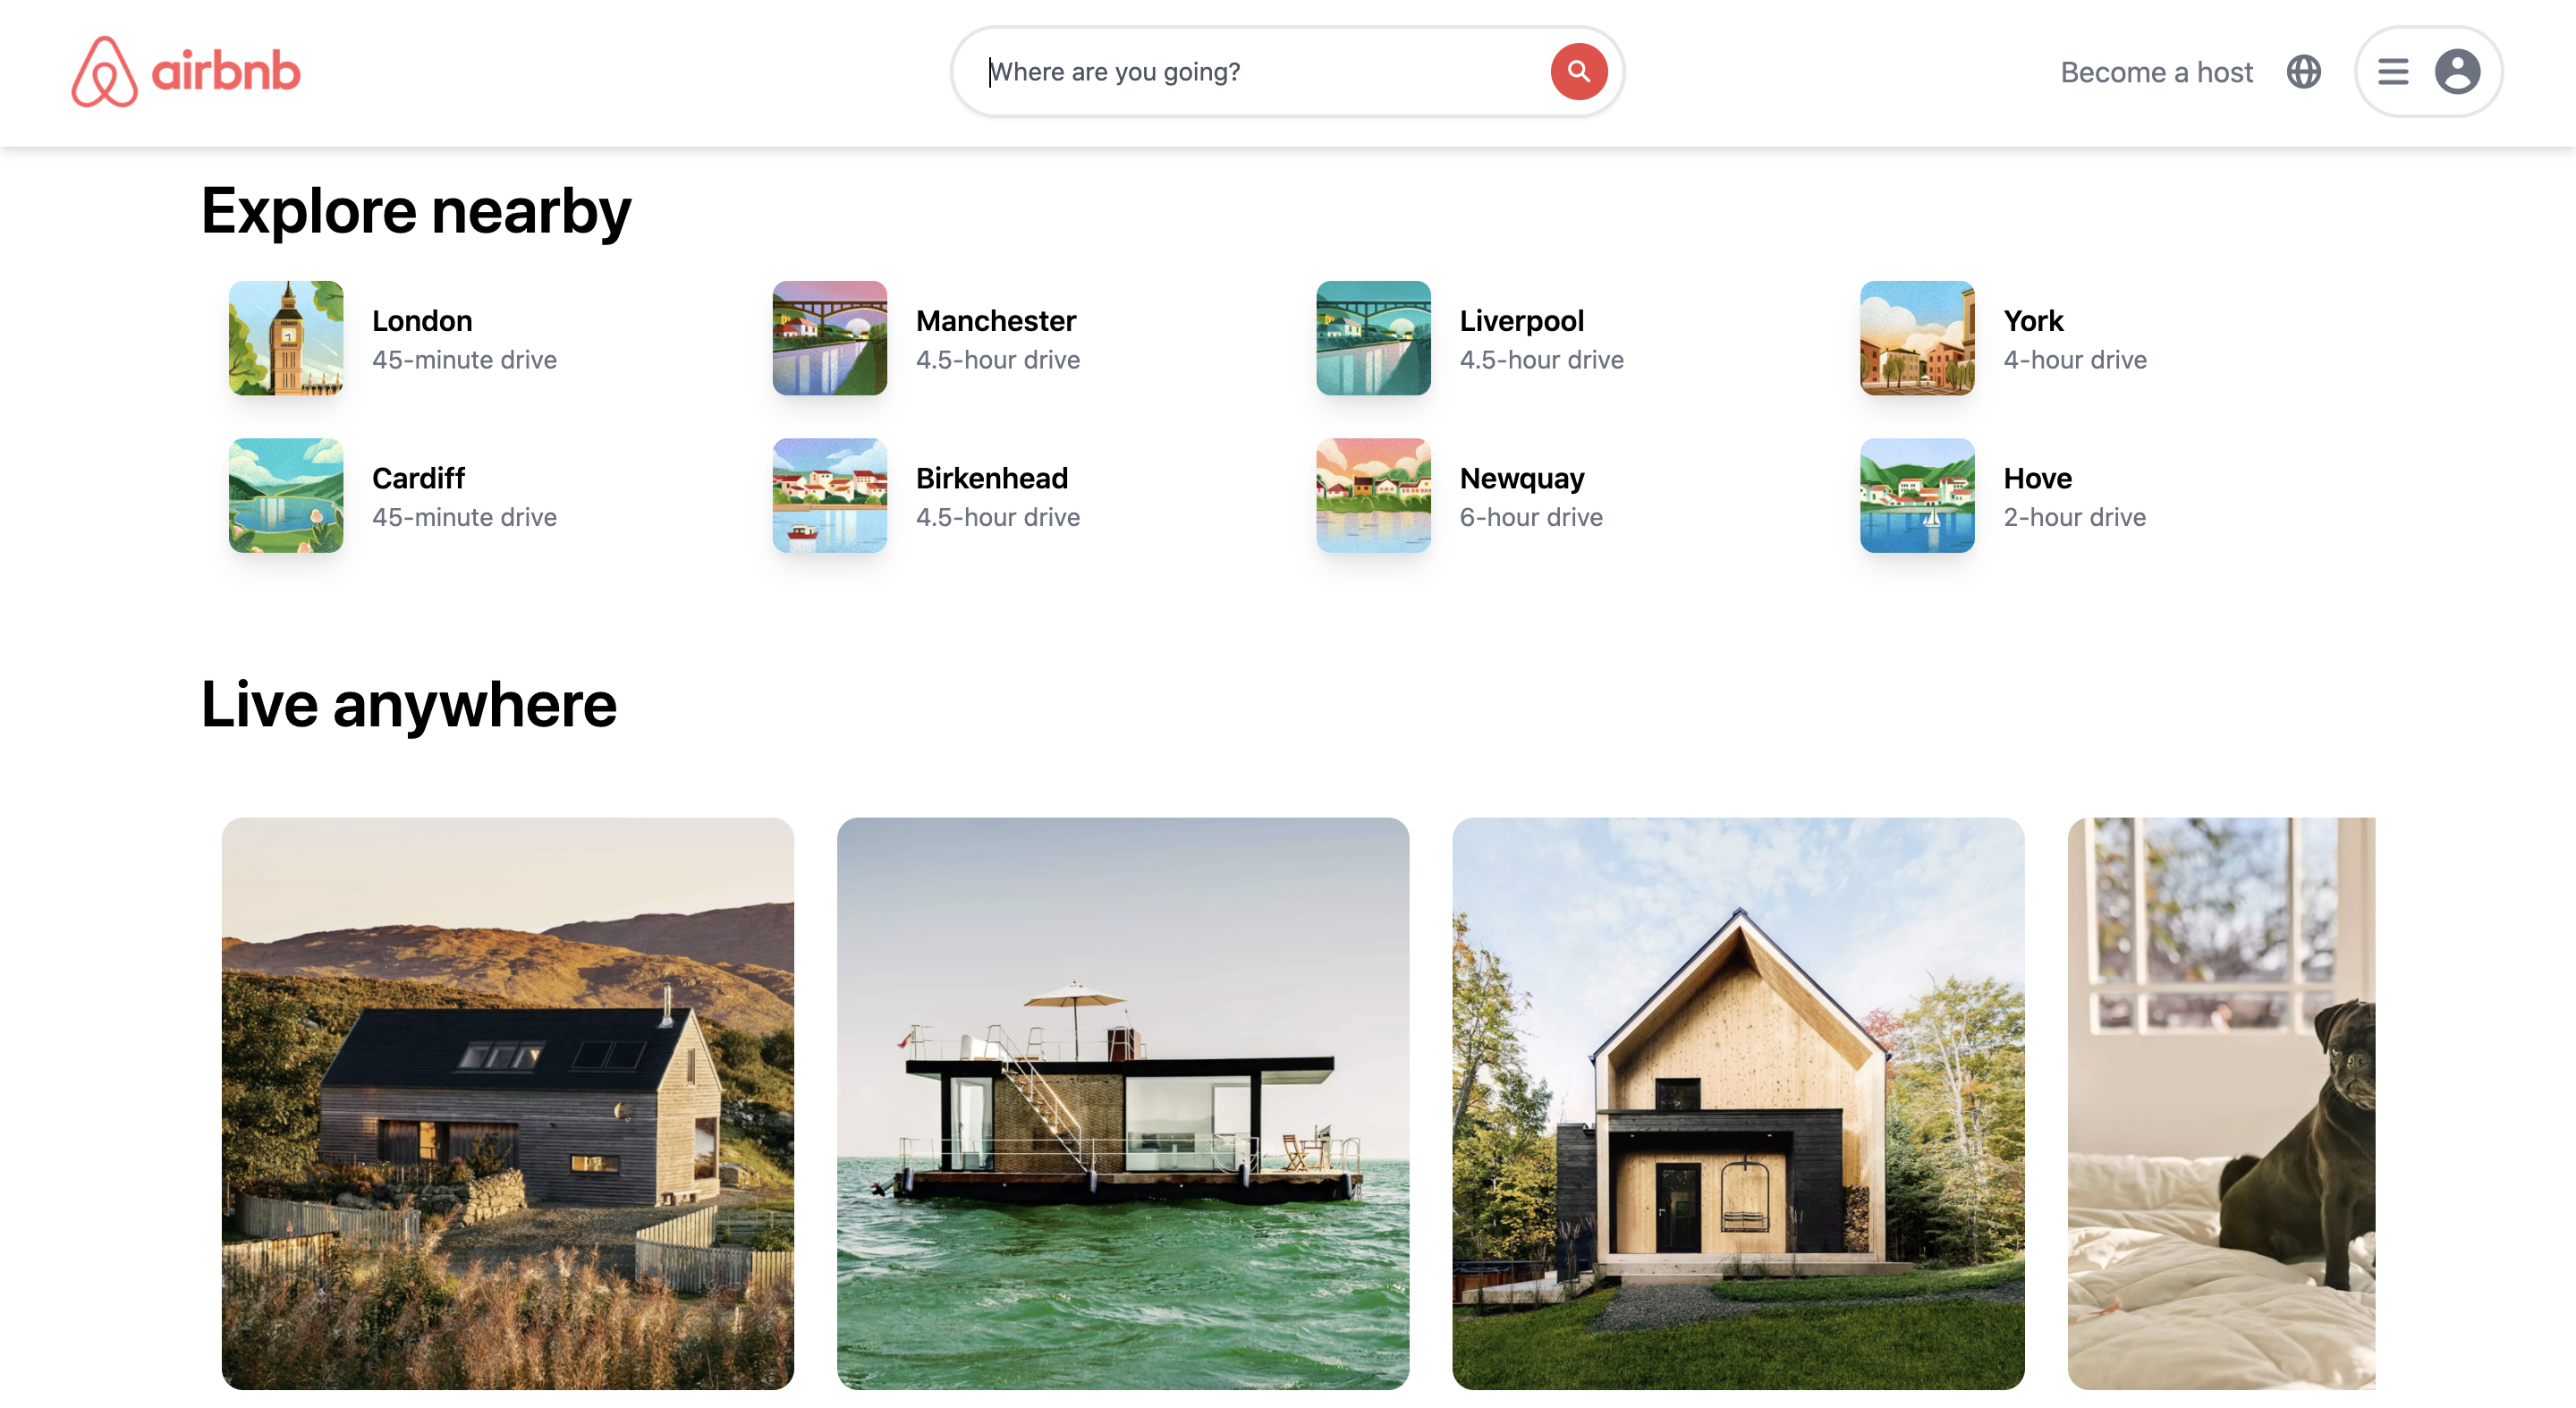 airbnb
Where are you going?
Become a host
Explore nearby
London
45-minute drive
Manchester
4.5-hour drive
Liverpool
4.5-hour drive
York
4-hour drive
Cardiff
45-minute drive
Birkenhead
4.5-hour drive
Newquay
6-hour drive
Hove
2-hour drive
Live anywhere